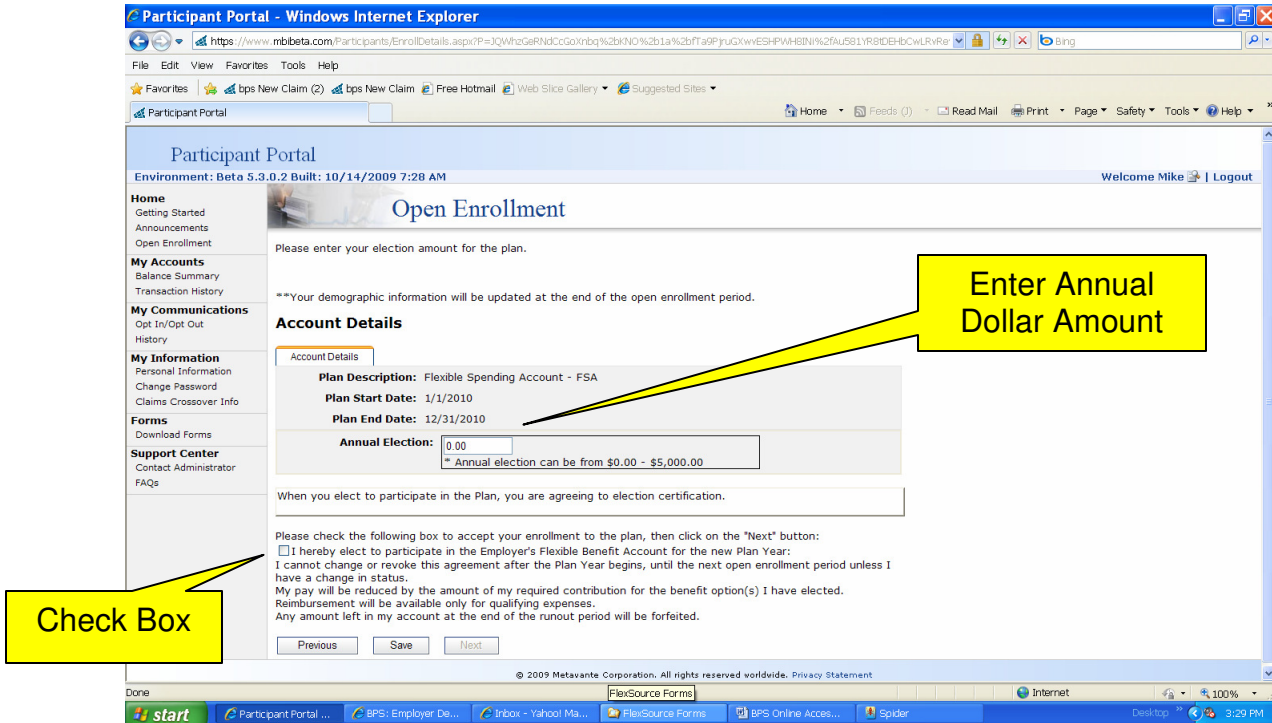 Participant Portal - Windows Internet Explorer
Bing
File Edit View Favorites Tools Help
Favorites bps New Claim (2) bps New Claim Free Hotmail Web Slice Gallery Suggested Sites
Participant Portal Home Feeds (J) Read Mail Print Page Safety Tools Help »
Participant Portal
Environment: Beta 5.3.0.2 Built: 10/14/2009 7:28 AM Welcome Mike | Logout
Home
Getting Started
Announcements
Open Enrollment
My Accounts
Balance Summary
Transaction History
My Communications
Opt In/Opt Out
History
My Information
Personal Information
Change Password
Claims Crossover Info
Forms
Download Forms
Support Center
Contact Administrator
FAQs
Open Enrollment
Please enter your election amount for the plan.
**Your demographic information will be updated at the end of the open enrollment period.
Enter Annual
Dollar Amount
Account Details
Account Details
Plan Description: Flexible Spending Account - FSA
Plan Start Date: 1/1/2010
Plan End Date: 12/31/2010
Annual Election: 0.00
* Annual election can be from $0.00 - $5,000.00
When you elect to participate in the Plan, you are agreeing to election certification.
Please check the following box to accept your enrollment to the plan, then click on the "Next" button:
I hereby elect to participate in the Employer's Flexible Benefit Account for the new Plan Year:
I cannot change or revoke this agreement after the Plan Year begins, until the next open enrollment period unless I
have a change in status.
My pay will be reduced by the amount of my required contribution for the benefit option(s) I have elected.
Reimbursement will be available only for qualifying expenses.
Any amount left in my account at the end of the runout period will be forfeited.
Check Box
Previous Save Next
© 2009 Metavante Corporation. All rights reserved worldwide. Privacy Statement
Done FlexSource Forms Internet 100%
start Participant Portal ... BPS: Employer De... Inbox - Yahoo! Ma... FlexSource Forms BPS Online Acces... Spider Desktop » 3:29 PM